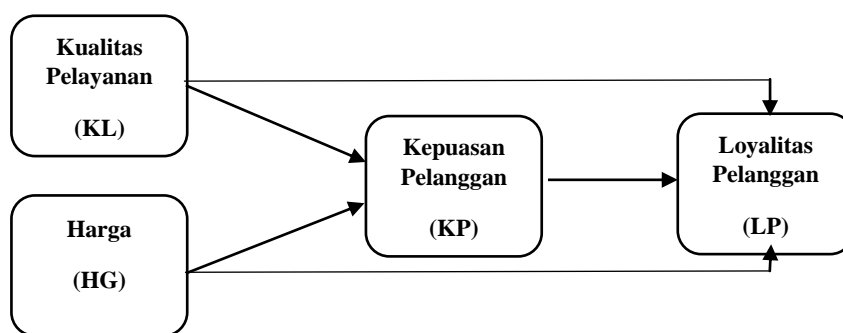 Kualitas
Pelayanan
(KL)
Kepuasan
Pelanggan
(KP)
Loyalitas
Pelanggan
(LP)
Harga
(HG)